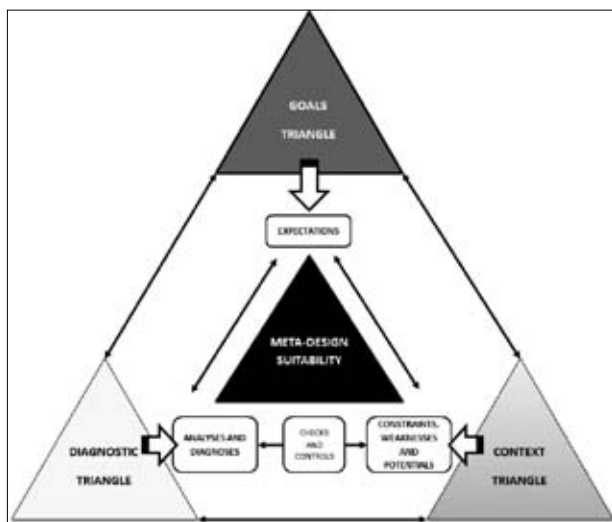 GOALS
TRIANGLE
EXPECTATIONS
META-DESIGN
SUITABILITY
DIAGNOSTIC
TRIANGLE
ANALYSES AND
DIAGNOSES
CHECKS
AND
CONTROLS
CONSTRAINTS,
WEAKNESSES
AND
POTENTIALS
CONTEXT
TRIANGLE